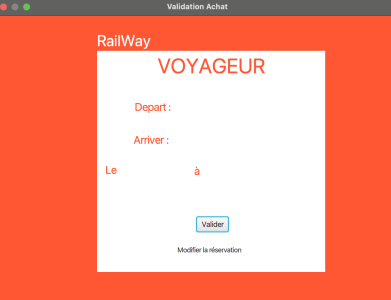 Validation Achat
RailWay
VOYAGEUR
Depart :
Arriver :
Le à
Valider
Modifier la réservation